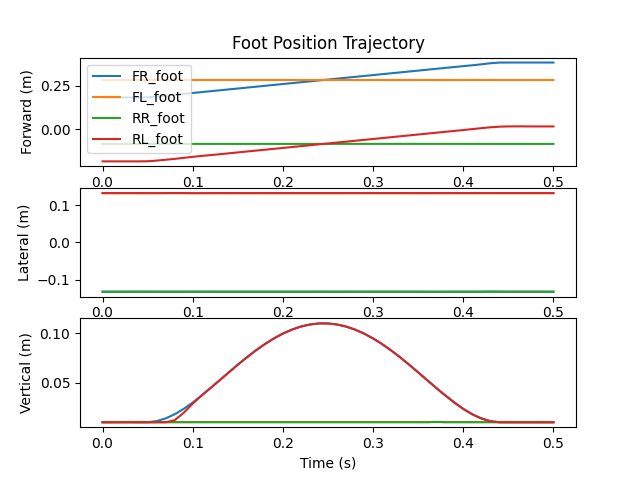 Foot Position Trajectory
Forward (m)
0.25
0.00
FR_foot
FL_foot
RR_foot
RL_foot
0.0 0.1 0.2 0.3 0.4 0.5
Lateral (m)
0.1
0.0
−0.1
0.0 0.1 0.2 0.3 0.4 0.5
Vertical (m)
0.10
0.05
0.0 0.1 0.2 0.3 0.4 0.5
Time (s)